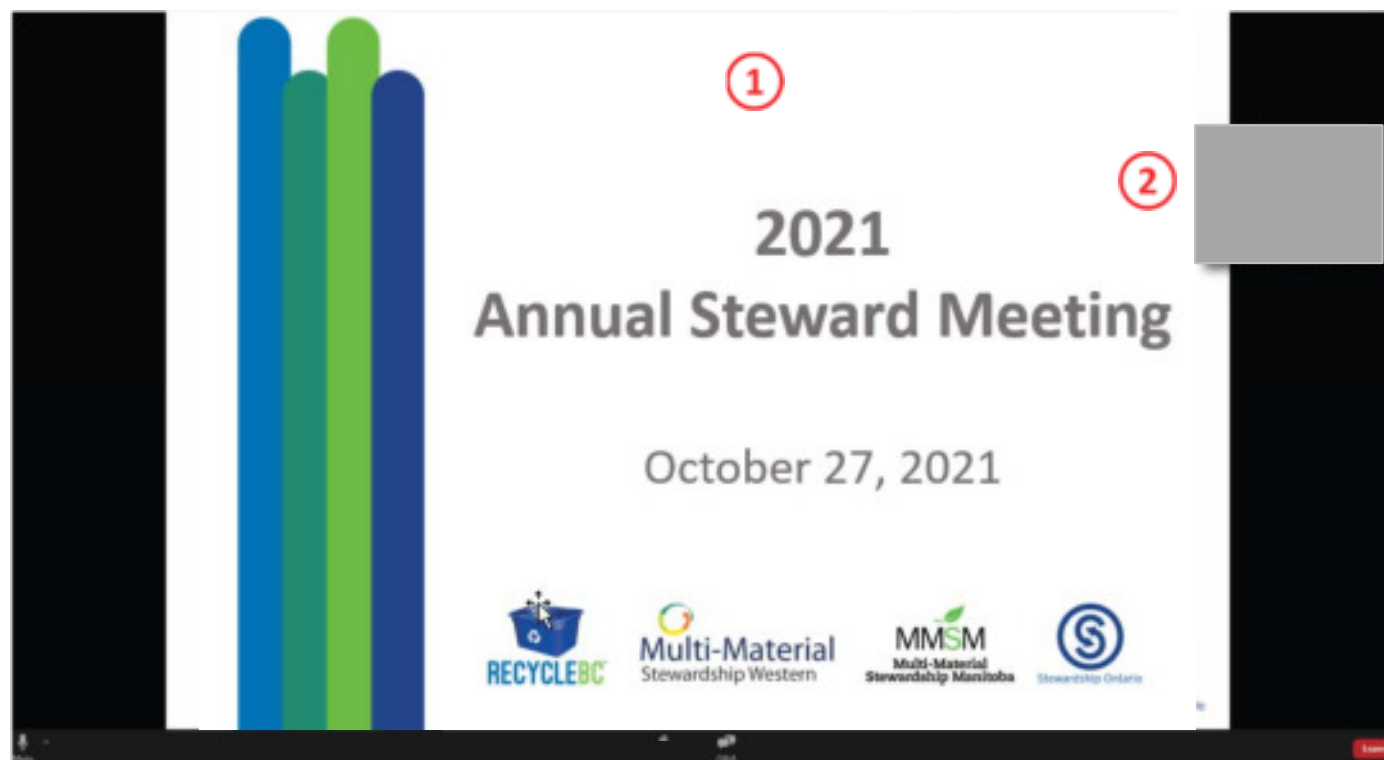 1
2
2021
Annual Steward Meeting
October 27, 2021
RECYCLEBC
Multi-Material
Stewardship Western
MMSM
Multi-Material
Stewardship Manitoba
S
Stewardship Ontario
Leave